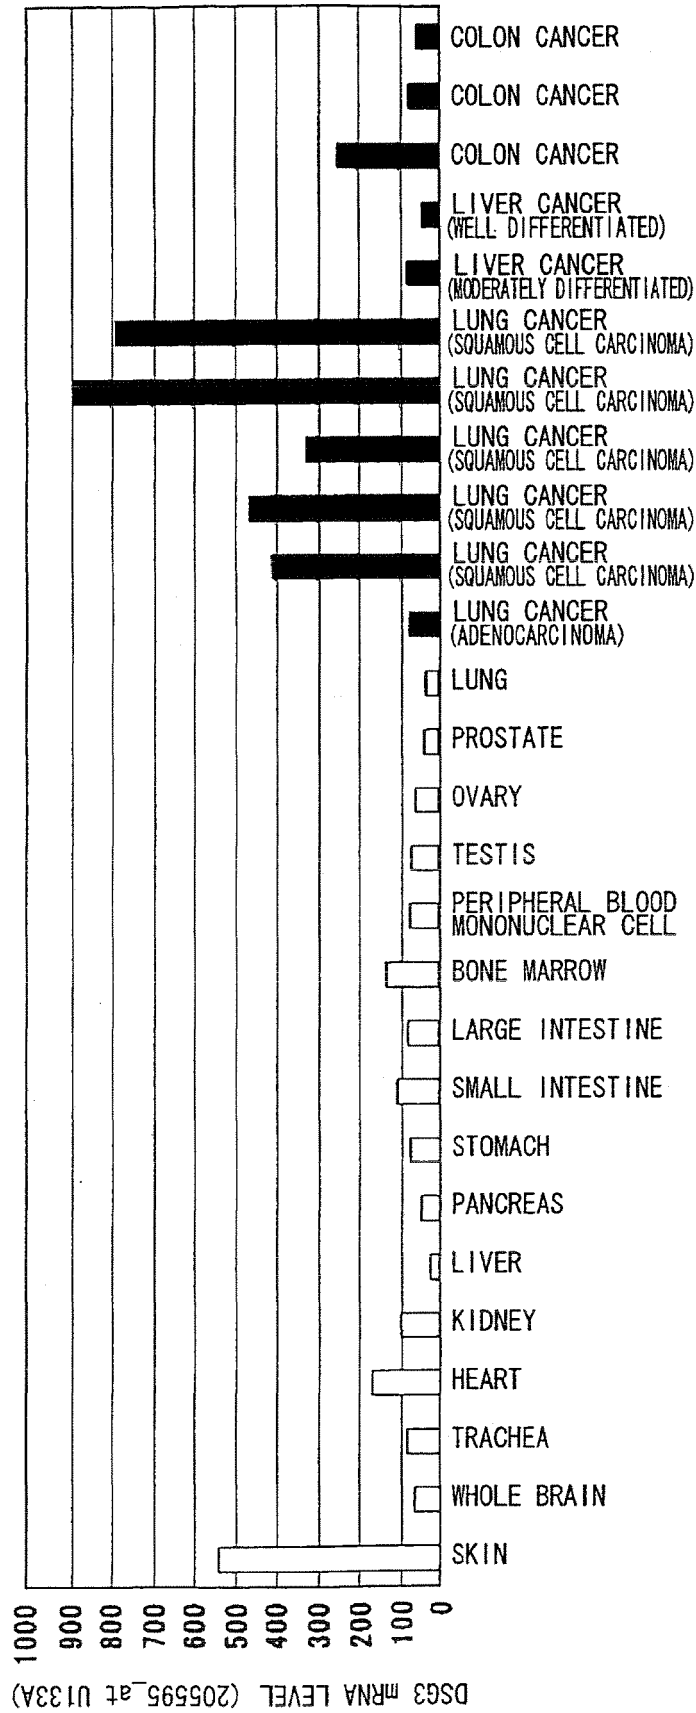 COLON CANCER
COLON CANCER
COLON CANCER
LIVER CANCER
(WELL DIFFERENTIATED)
LIVER CANCER
(MODERATELY DIFFERENTIATED)
LUNG CANCER
(SQUAMOUS CELL CARCINOMA)
LUNG CANCER
(SQUAMOUS CELL CARCINOMA)
LUNG CANCER
(SQUAMOUS CELL CARCINOMA)
LUNG CANCER
(SQUAMOUS CELL CARCINOMA)
LUNG CANCER
(SQUAMOUS CELL CARCINOMA)
LUNG CANCER
(ADENOCARCINOMA)
LUNG
PROSTATE
OVARY
TESTIS
PERIPHERAL BLOOD
MONONUCLEAR CELL
BONE MARROW
LARGE INTESTINE
SMALL INTESTINE
STOMACH
PANCREAS
LIVER
KIDNEY
HEART
TRACHEA
WHOLE BRAIN
SKIN
1000
900
800
700
600
500
400
300
200
100
0
DSG3 mRNA LEVEL (205595_at U133A)